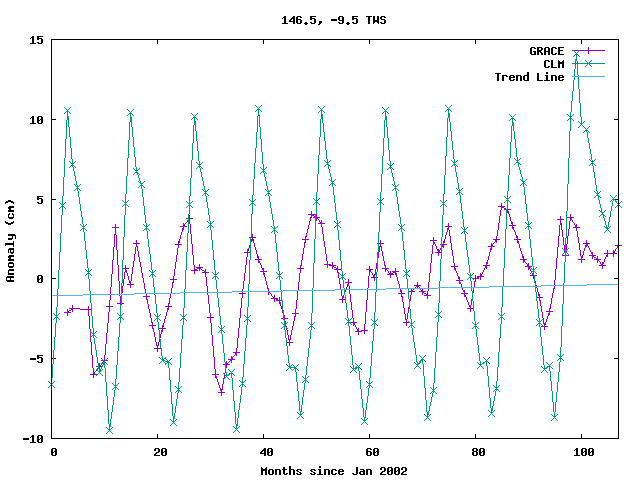 146.5, -9.5 TWS
GRACE
CLM
Trend Line
15
10
5
0
-5
-10
Anomaly (cm)
0 20 40 60 80 100
Months since Jan 2002